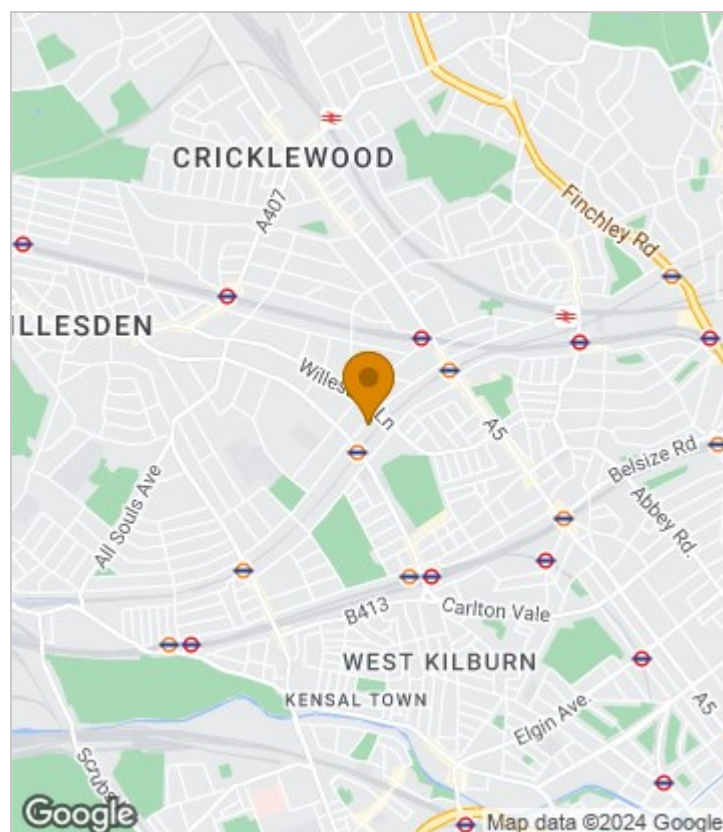 CRICKLEWOOD
A407
Finchley Rd
ILLESDEN
Willes
Ln
A5
Belsize Rd
Abbey Rd.
All Souls Ave
B413
Carlton Vale
WEST KILBURN
KENSAL TOWN
Elgin Ave.
A5
Scrubs
Google
Map data ©2024 Google